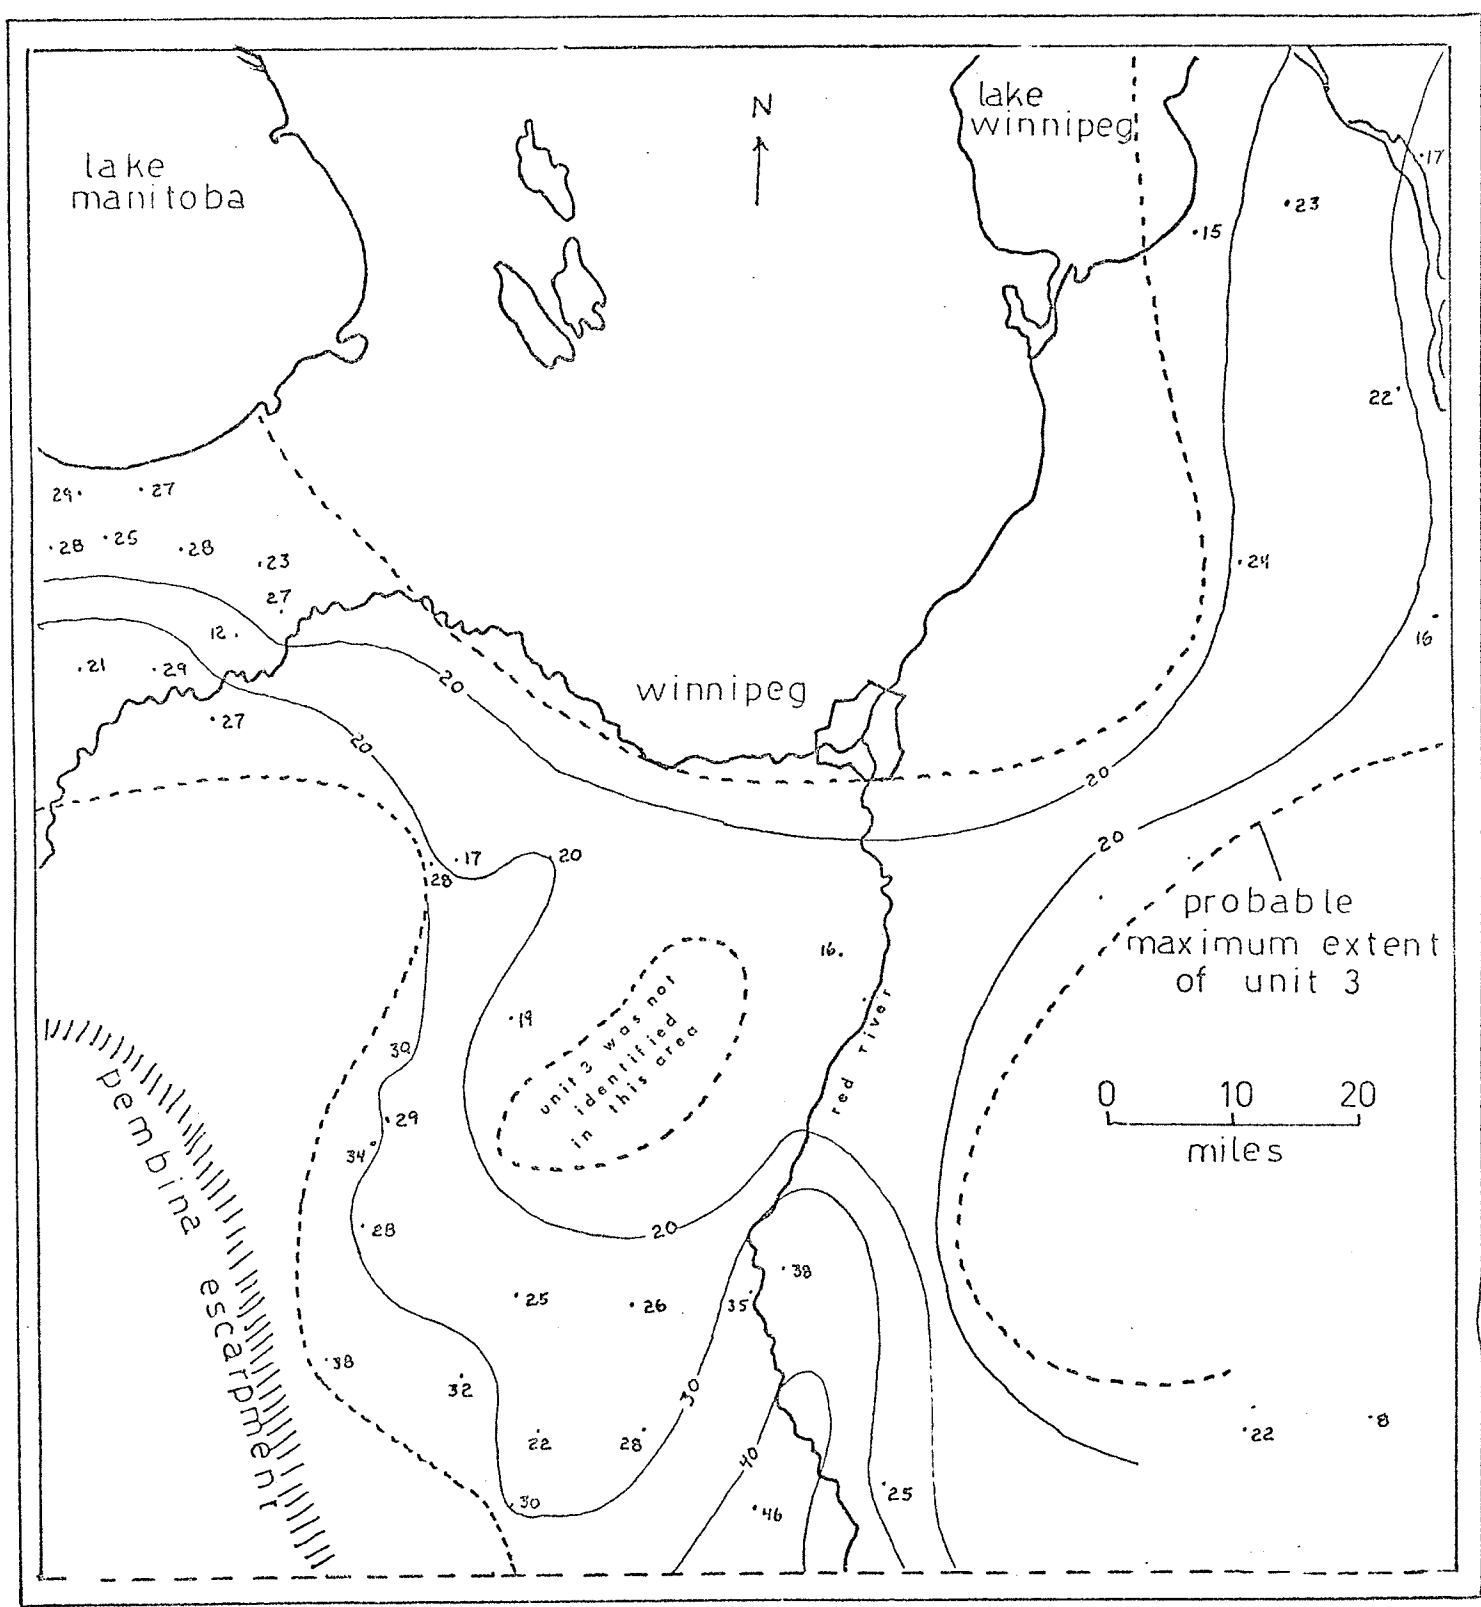 N
lake
winnipeg
lake
manitoba
17
23
15
22
29
27
28
25
28
23
24
27
12
16
21
29
20
winnipeg
27
20
20
20
17
20
28
probable
maximum extent
of unit 3
16
19
unit 3 was not
identified
in this area
red river
30
29
34
0 10 20
miles
pembina escarpment
28
20
38
25
26
35
38
32
30
22
28
22
8
40
30
46
25